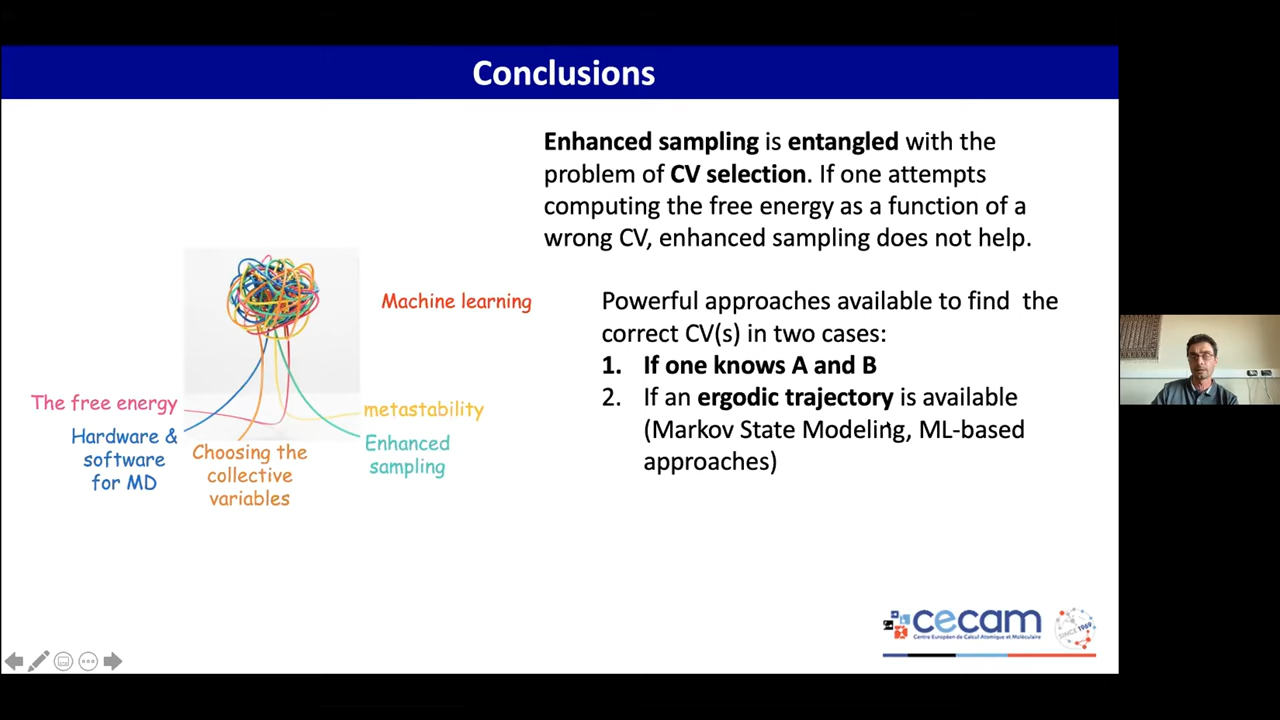 Conclusions
Enhanced sampling is entangled with the
problem of CV selection. If one attempts
computing the free energy as a function of a
wrong CV, enhanced sampling does not help.
Machine learning
Powerful approaches available to find the
correct CV(s) in two cases:
1. If one knows A and B
2. If an ergodic trajectory is available
(Markov State Modeling, ML-based
approaches)
The free energy
Hardware &
software
for MD
Choosing the
collective
variables
metastability
Enhanced
sampling
cecam
Centre Européen de Calcul Atomique et Moléculaire
SINCE 1969